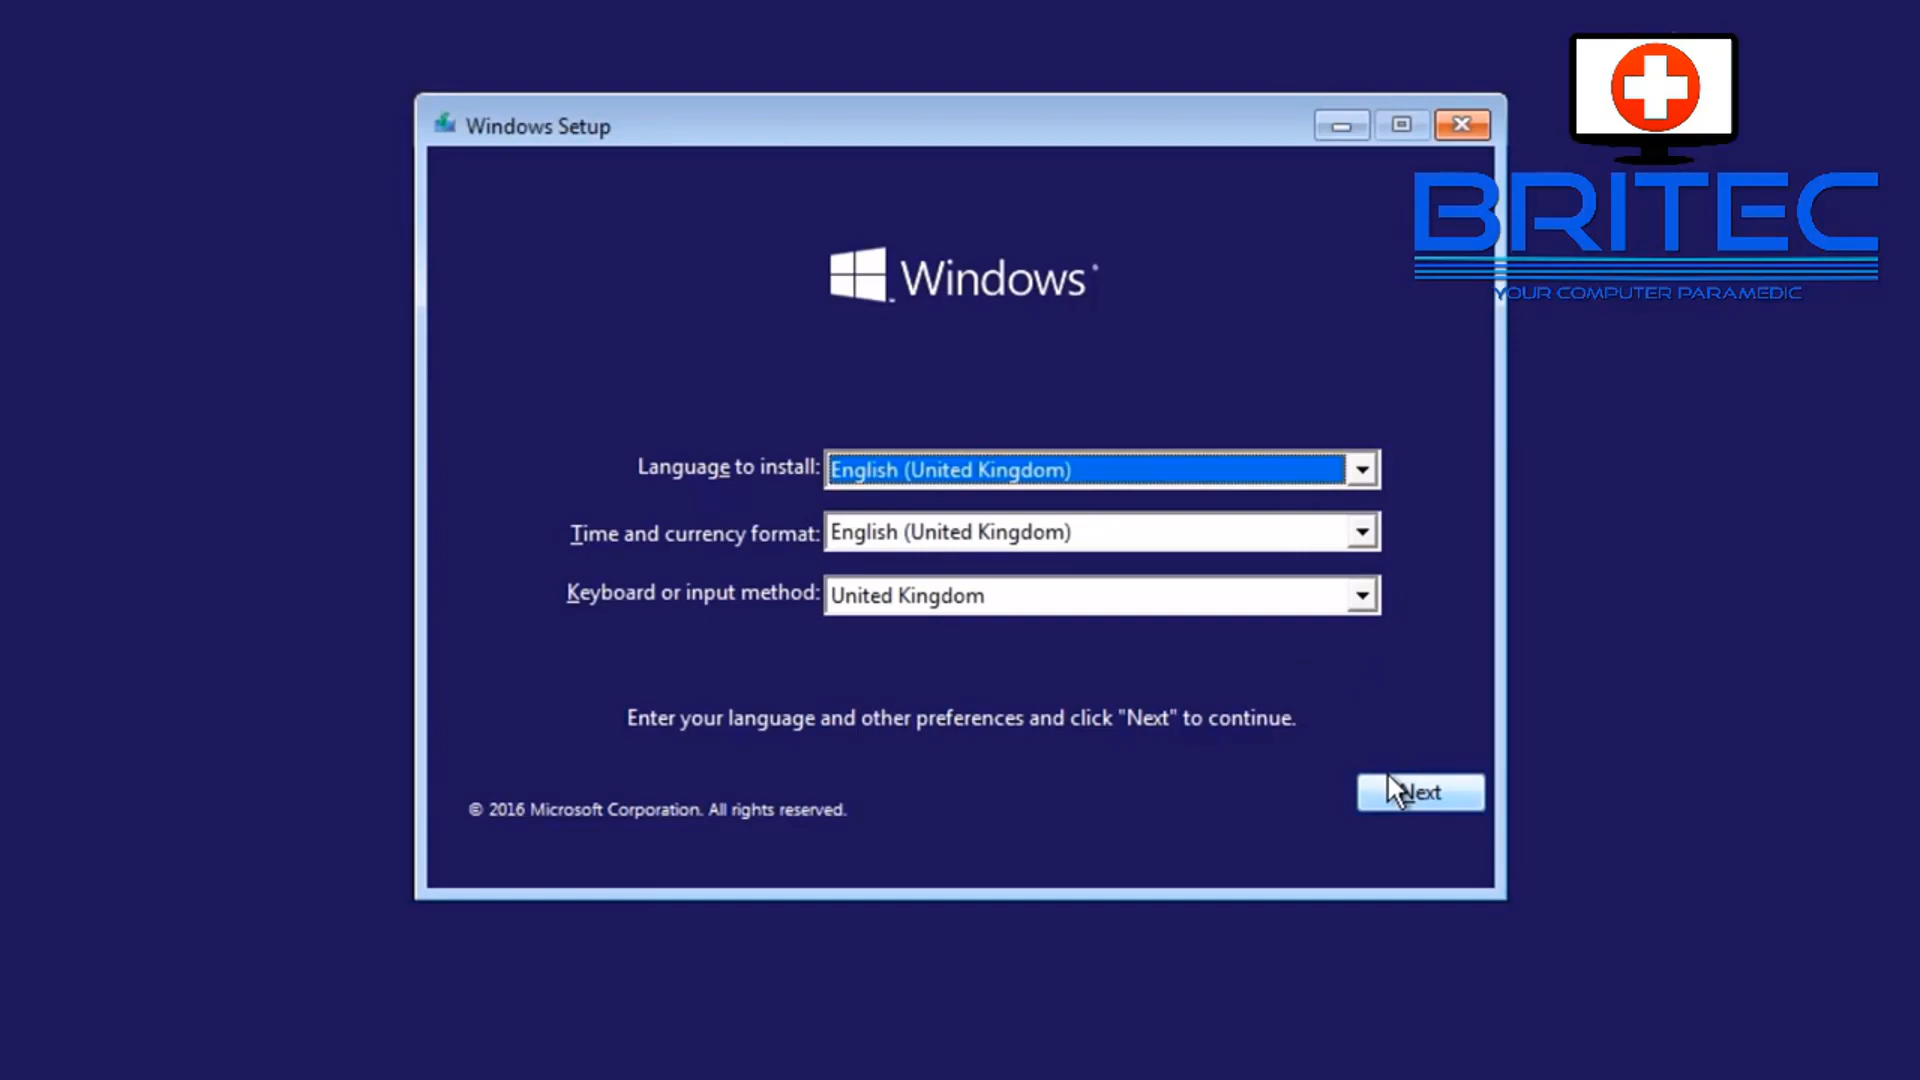 Windows Setup
BRITEC
YOUR COMPUTER PARAMEDIC
Windows
Language to install: English (United Kingdom)
Time and currency format: English (United Kingdom)
Keyboard or input method: United Kingdom
Enter your language and other preferences and click "Next" to continue.
Next
© 2016 Microsoft Corporation. All rights reserved.